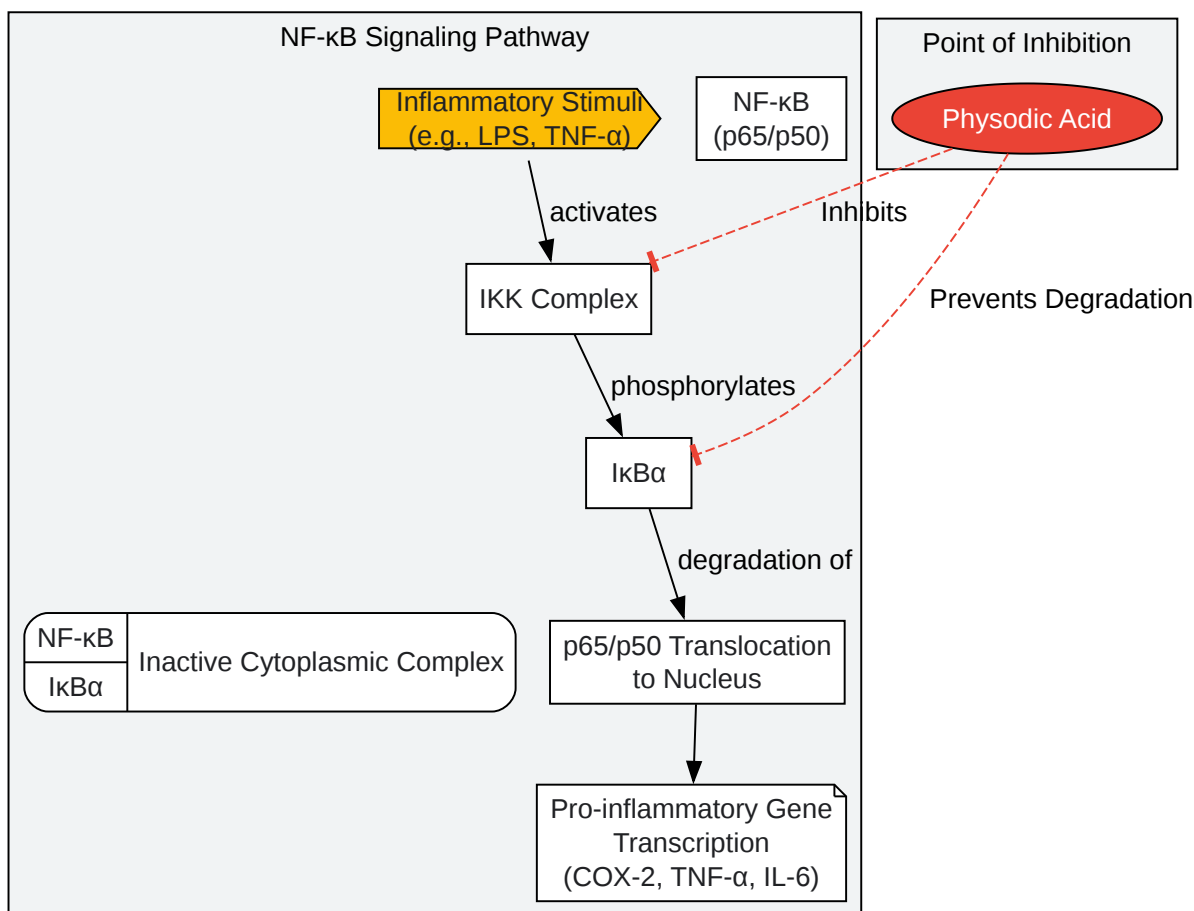 NF-κB Signaling Pathway
Point of Inhibition
Inflammatory Stimuli
(e.g., LPS, TNF-α)
NF-κB
(p65/p50)
Physodic Acid
activates
Inhibits
IKK Complex
Prevents Degradation
phosphorylates
IκBα
degradation of
NF-κB
IκBα
Inactive Cytoplasmic Complex
p65/p50 Translocation
to Nucleus
Pro-inflammatory Gene
Transcription
(COX-2, TNF-α, IL-6)